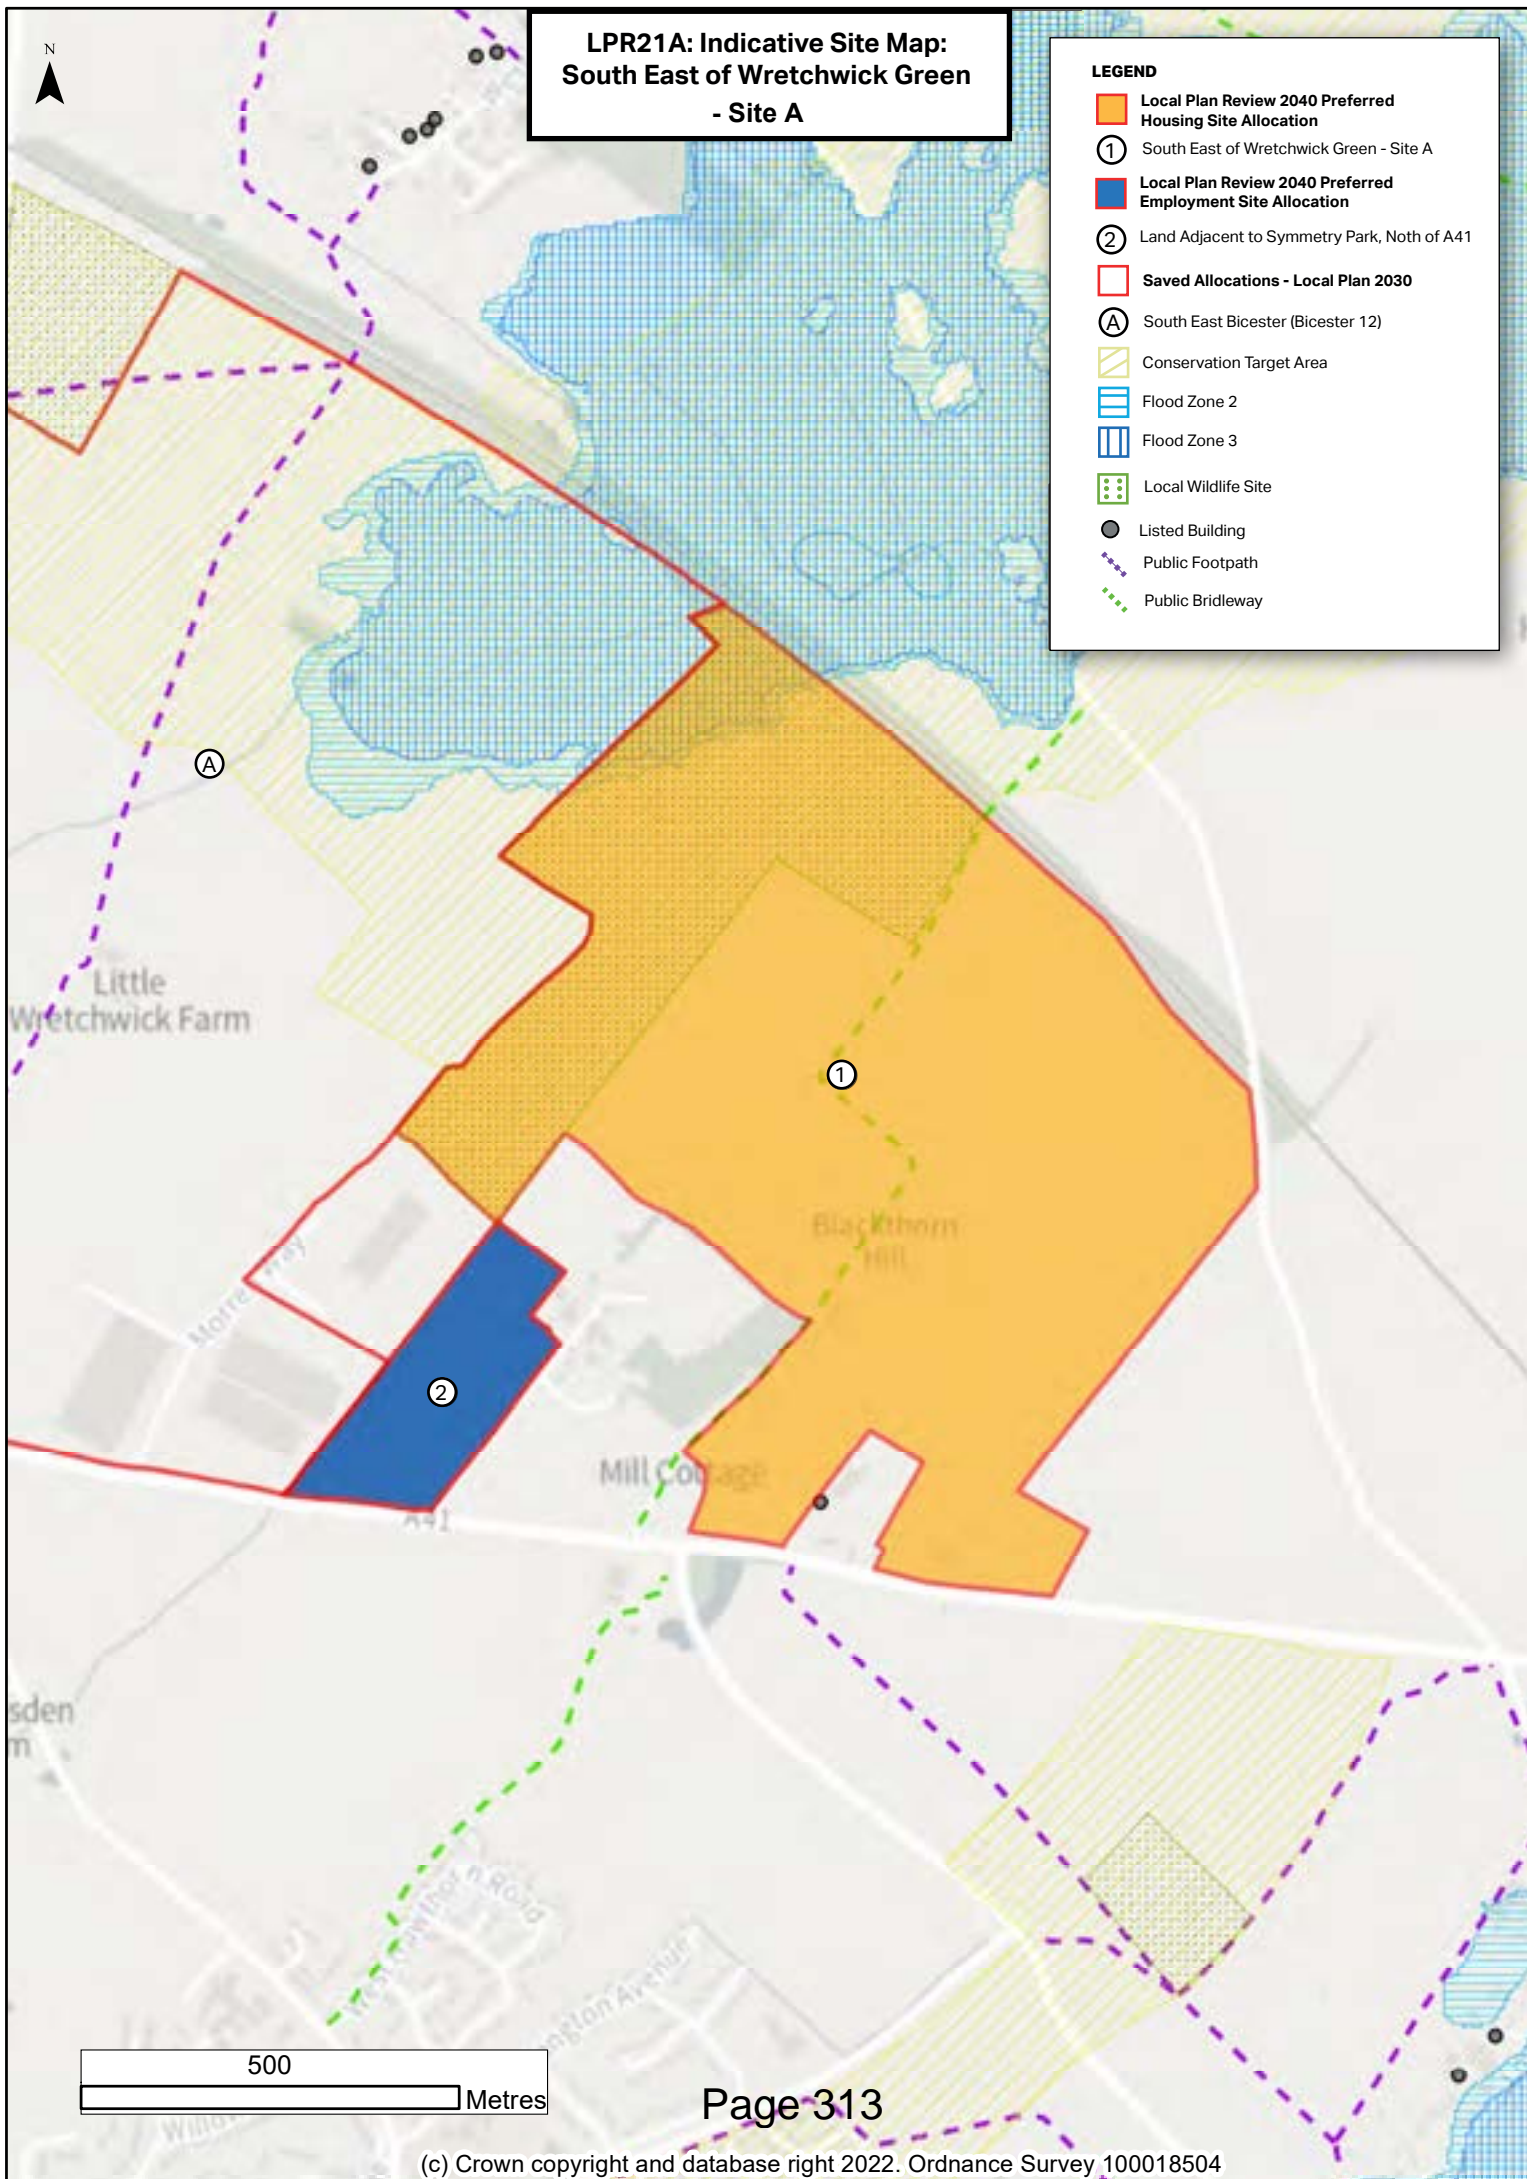 N
LPR21A: Indicative Site Map:
South East of Wretchwick Green
- Site A
LEGEND
Local Plan Review 2040 Preferred
Housing Site Allocation
1 South East of Wretchwick Green - Site A
Local Plan Review 2040 Preferred
Employment Site Allocation
2 Land Adjacent to Symmetry Park, Noth of A41
Saved Allocations - Local Plan 2030
A South East Bicester (Bicester 12)
Conservation Target Area
Flood Zone 2
Flood Zone 3
Local Wildlife Site
Listed Building
Public Footpath
Public Bridleway
A
Little
Wretchwick Farm
1
Blackthorn
Hill
2
Mill Cottage
A41
sden
m
Road
ngton Avenue
500
Metres
Page 313
(c) Crown copyright and database right 2022. Ordnance Survey 100018504